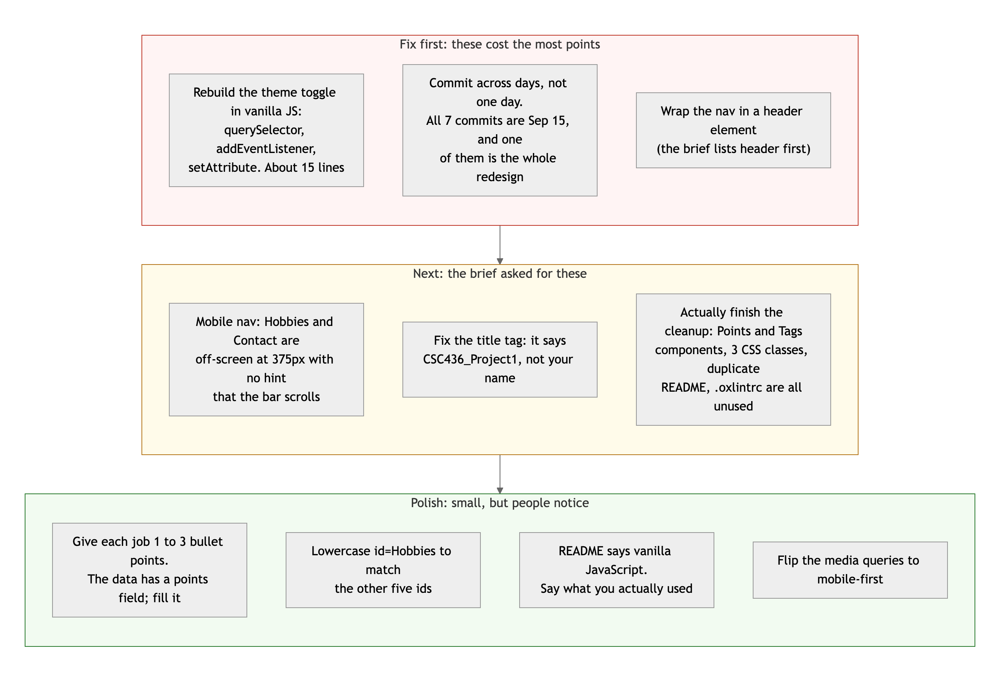 Fix first: these cost the most points
Rebuild the theme toggle
in vanilla JS:
querySelector,
addEventListener,
setAttribute. About 15 lines
Commit across days, not
one day.
All 7 commits are Sep 15,
and one
of them is the whole
redesign
Wrap the nav in a header
element
(the brief lists header first)
Next: the brief asked for these
Mobile nav: Hobbies and
Contact are
off-screen at 375px with
no hint
that the bar scrolls
Fix the title tag: it says
CSC436_Project1, not your
name
Actually finish the
cleanup: Points and Tags
components, 3 CSS classes,
duplicate
README, .oxlintrc are all
unused
Polish: small, but people notice
Give each job 1 to 3 bullet
points.
The data has a points
field; fill it
Lowercase id=Hobbies to
match
the other five ids
README says vanilla
JavaScript.
Say what you actually used
Flip the media queries to
mobile-first